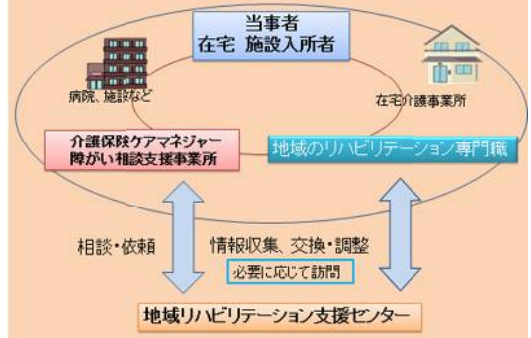 当事者
在宅 施設入所者
病院、施設など
在宅介護事業所
介護保険ケアマネジャー
障がい相談支援事業所
地域のリハビリテーション専門職
相談・依頼
情報収集、交換・調整
必要に応じて訪問
地域リハビリテーション支援センター